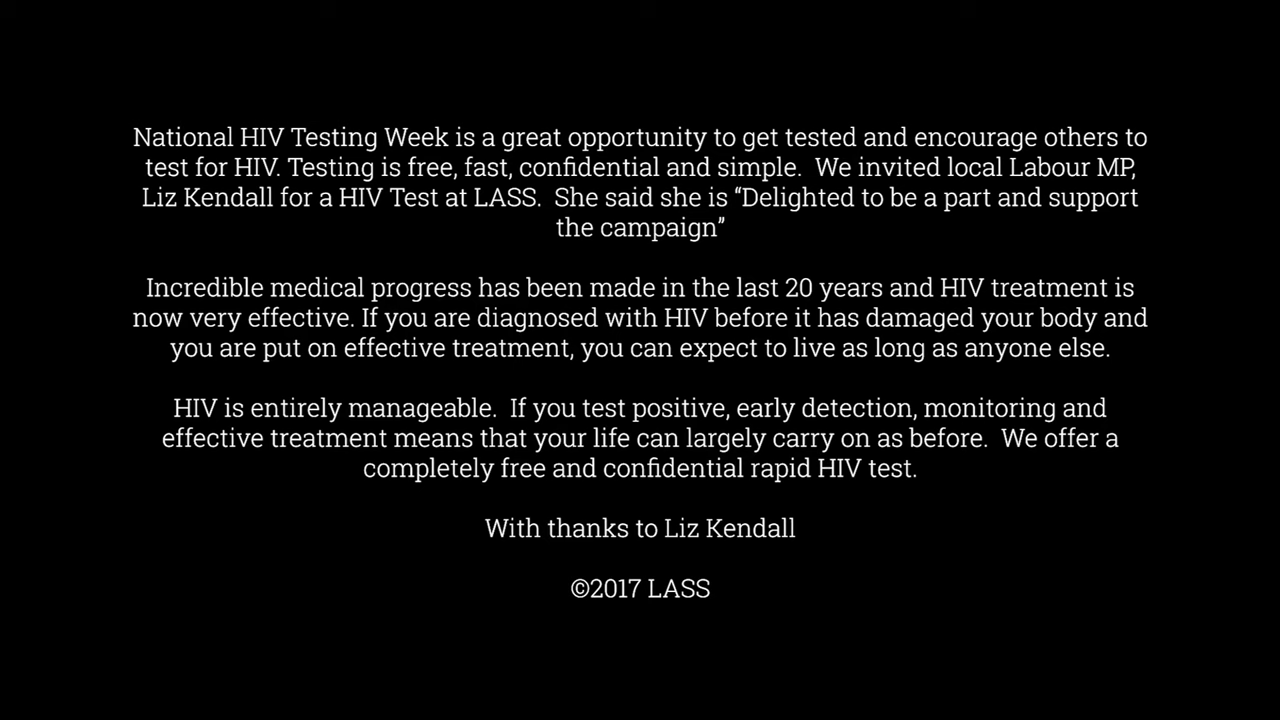 National HIV Testing Week is a great opportunity to get tested and encourage others to
test for HIV. Testing is free, fast, confidential and simple.  We invited local Labour MP,
Liz Kendall for a HIV Test at LASS.  She said she is “Delighted to be a part and support
the campaign”
Incredible medical progress has been made in the last 20 years and HIV treatment is
now very effective. If you are diagnosed with HIV before it has damaged your body and
you are put on effective treatment, you can expect to live as long as anyone else.
HIV is entirely manageable.  If you test positive, early detection, monitoring and
effective treatment means that your life can largely carry on as before.  We offer a
completely free and confidential rapid HIV test.
With thanks to Liz Kendall
©2017 LASS